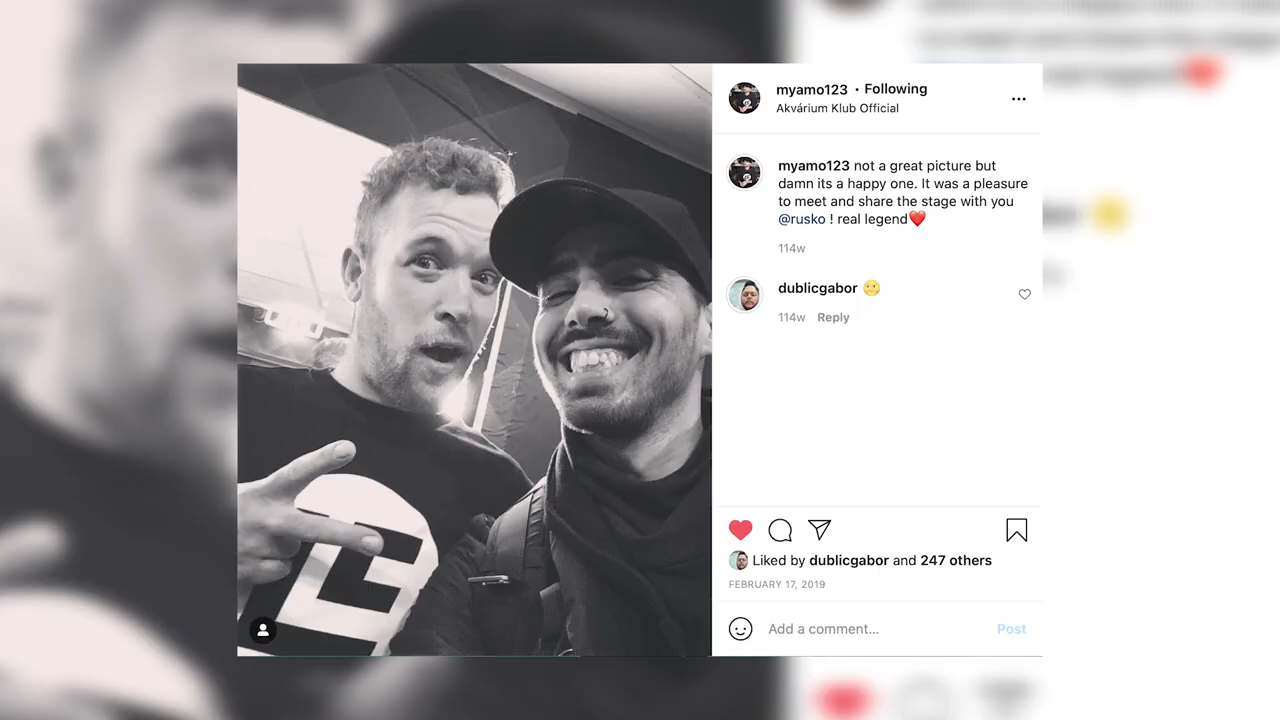 myamo123 • Following
Akvárium Klub Official
myamo123 not a great picture but
damn its a happy one. It was a pleasure
to meet and share the stage with you
@rusko ! real legend❤️
114w
dublicgabor 🌝
114w Reply
Liked by dublicgabor and 247 others
FEBRUARY 17, 2019
Add a comment... Post